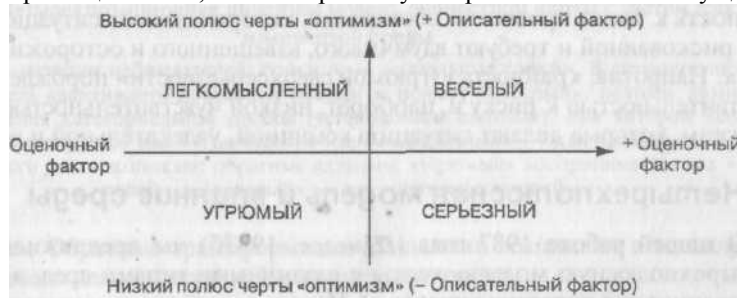 Высокий полюс черты «оптимизм» (+ Описательный фактор)
ЛЕГКОМЫСЛЕННЫЙ ВЕСЕЛЫЙ
Оценочный
фактор
+ Оценочный
фактор
УГРЮМЫЙ СЕРЬЕЗНЫЙ
Низкий полюс черты «оптимизм» (– Описательный фактор)